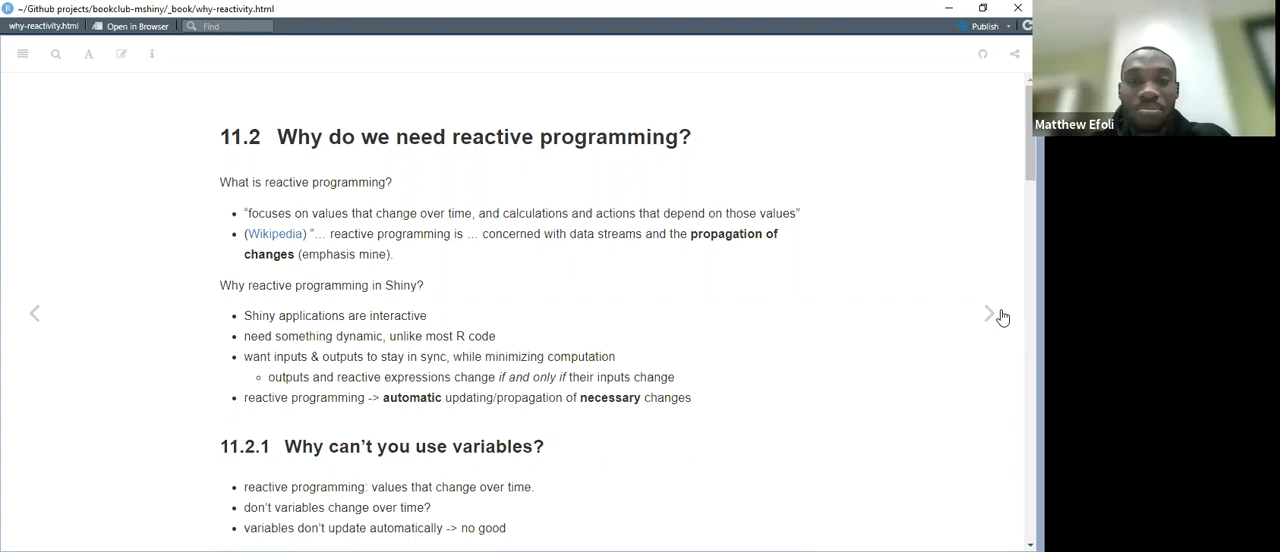 ~/Github projects/bookclub-mshiny/_book/why-reactivity.html
why-reactivity.html
Open in Browser
Find
Publish
Matthew Efoli
11.2 Why do we need reactive programming?
What is reactive programming?
• “focuses on values that change over time, and calculations and actions that depend on those values”
• (Wikipedia) “... reactive programming is ... concerned with data streams and the propagation of
changes (emphasis mine).
Why reactive programming in Shiny?
• Shiny applications are interactive
• need something dynamic, unlike most R code
• want inputs & outputs to stay in sync, while minimizing computation
◦ outputs and reactive expressions change if and only if their inputs change
• reactive programming -> automatic updating/propagation of necessary changes
11.2.1 Why can’t you use variables?
• reactive programming: values that change over time.
• don’t variables change over time?
• variables don’t update automatically -> no good